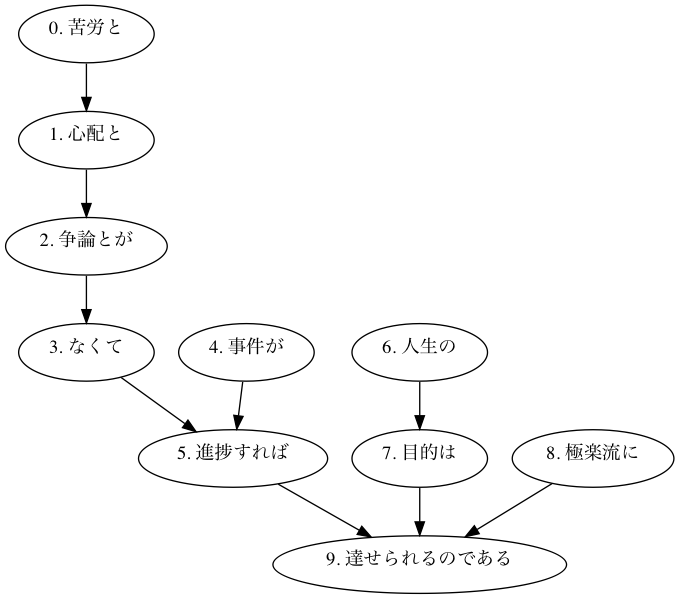 0. 苦労と
1. 心配と
2. 争論とが
3. なくて
4. 事件が
6. 人生の
5. 進捗すれば
7. 目的は
8. 極楽流に
9. 達せられるのである